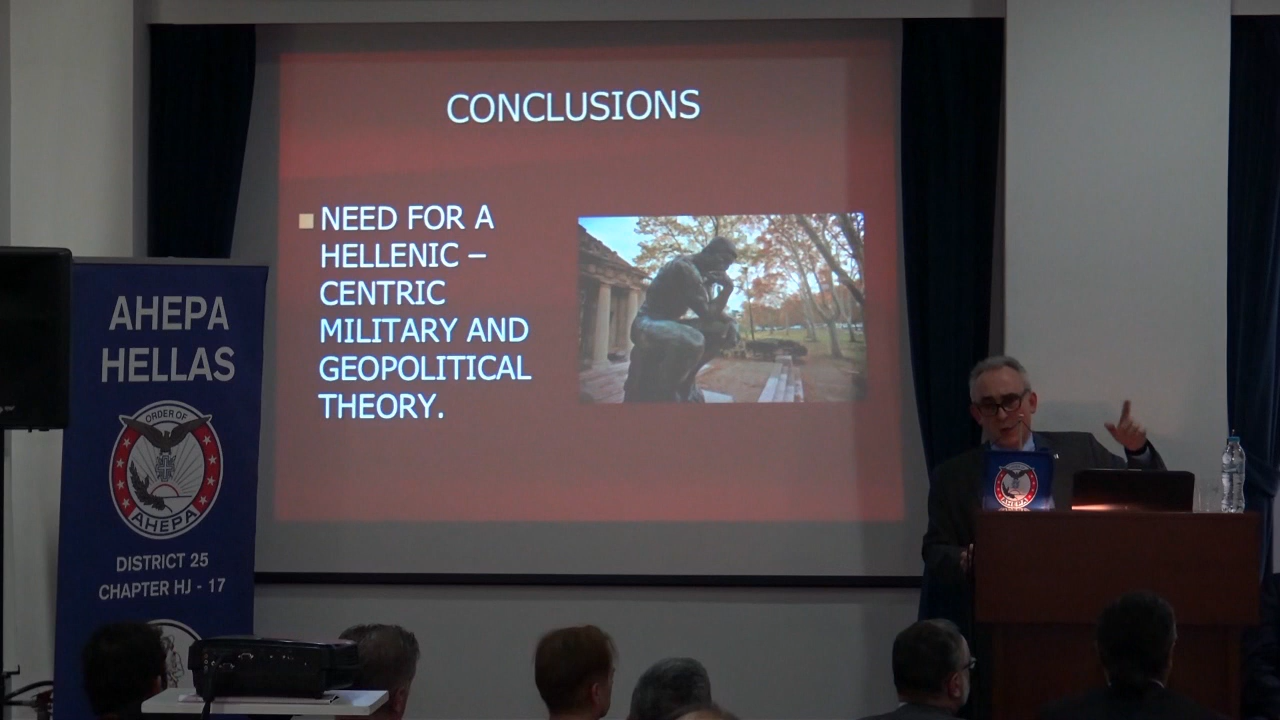 CONCLUSIONS
NEED FOR A
HELLENIC –
CENTRIC
MILITARY AND
GEOPOLITICAL
THEORY.
AHEPA
HELLAS
ORDER OF
AHEPA
DISTRICT 25
CHAPTER HJ - 17
AHEPA